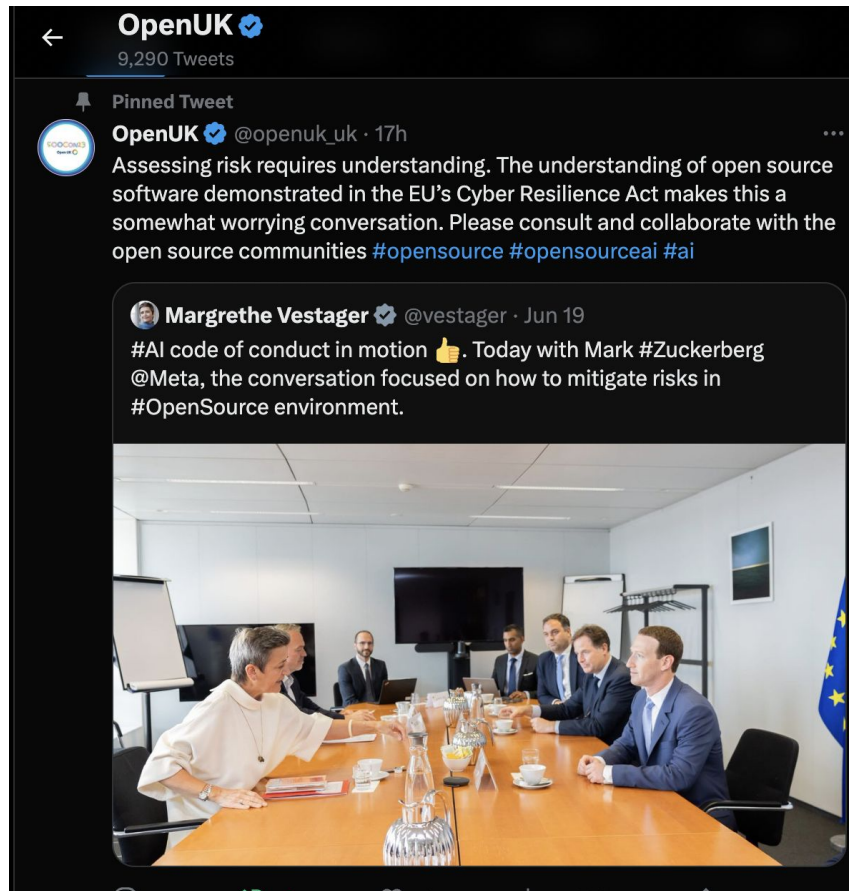 OpenUK
9,290 Tweets
Pinned Tweet
OpenUK @openuk_uk · 17h
Assessing risk requires understanding. The understanding of open source
software demonstrated in the EU’s Cyber Resilience Act makes this a
somewhat worrying conversation. Please consult and collaborate with the
open source communities #opensource #opensourceai #ai
Margrethe Vestager @vestager · Jun 19
#AI code of conduct in motion 👍. Today with Mark #Zuckerberg
@Meta, the conversation focused on how to mitigate risks in
#OpenSource environment.